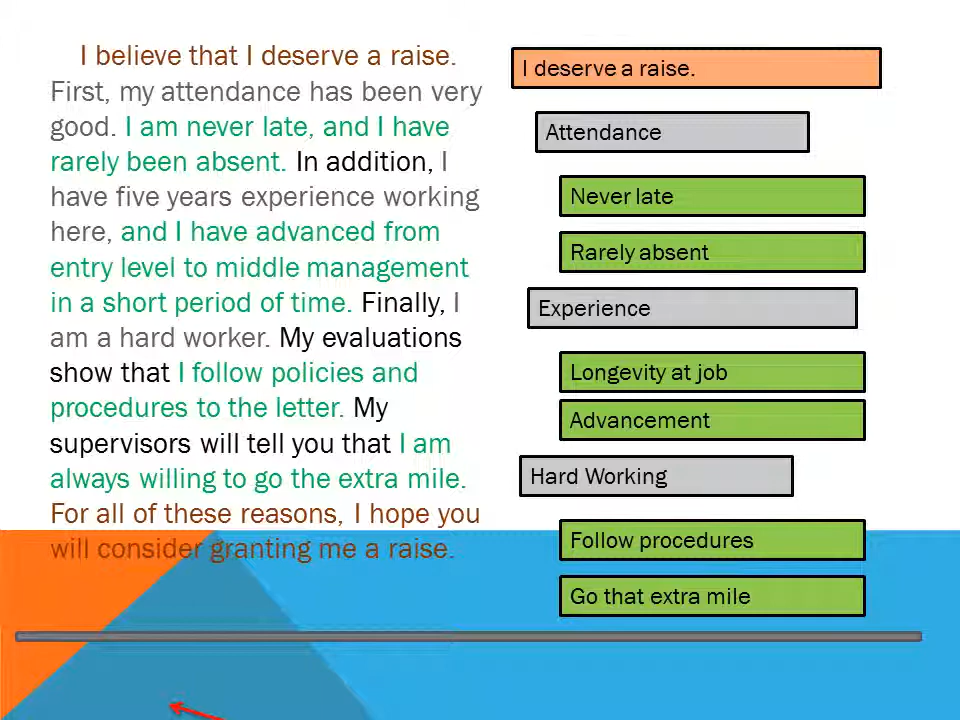 I believe that I deserve a raise.
First, my attendance has been very
good. I am never late, and I have
rarely been absent. In addition, I
have five years experience working
here, and I have advanced from
entry level to middle management
in a short period of time. Finally, I
am a hard worker. My evaluations
show that I follow policies and
procedures to the letter. My
supervisors will tell you that I am
always willing to go the extra mile.
For all of these reasons, I hope you
will consider granting me a raise.
I deserve a raise.
Attendance
Never late
Rarely absent
Experience
Longevity at job
Advancement
Hard Working
Follow procedures
Go that extra mile